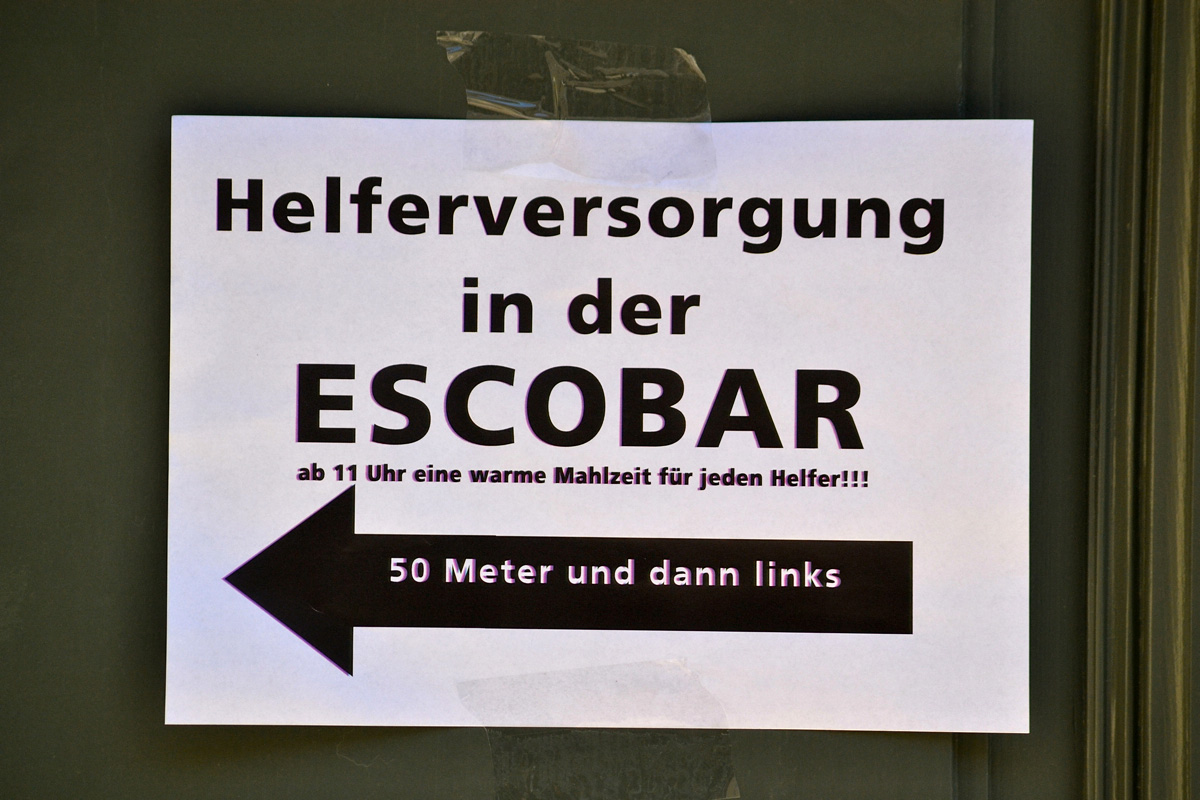 Helferversorgung
in der
ESCOBAR
ab 11 Uhr eine warme Mahlzeit für jeden Helfer!!!
50 Meter und dann links